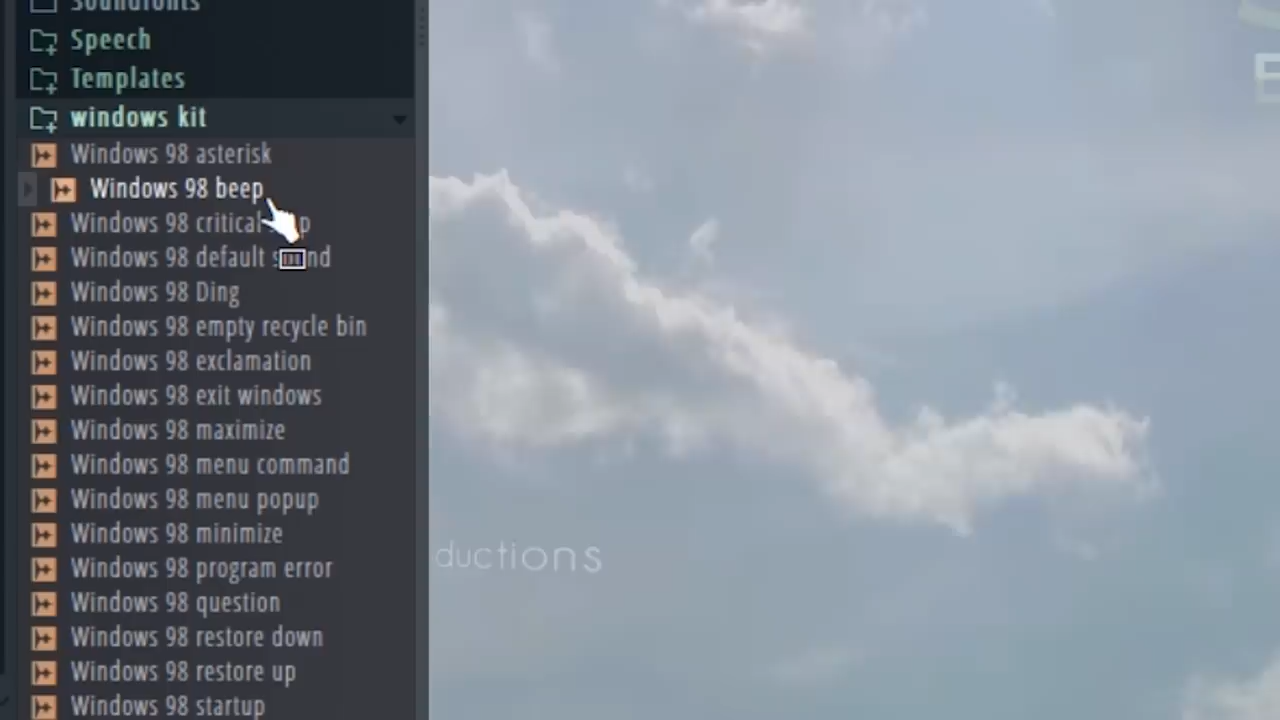 Soundfonts
Speech
Templates
windows kit
Windows 98 asterisk
Windows 98 beep
Windows 98 critical
Windows 98 default
Windows 98 Ding
Windows 98 empty recycle bin
Windows 98 exclamation
Windows 98 exit windows
Windows 98 maximize
Windows 98 menu command
Windows 98 menu popup
Windows 98 minimize
Windows 98 program error
Windows 98 question
Windows 98 restore down
Windows 98 restore up
Windows 98 startup
ductions